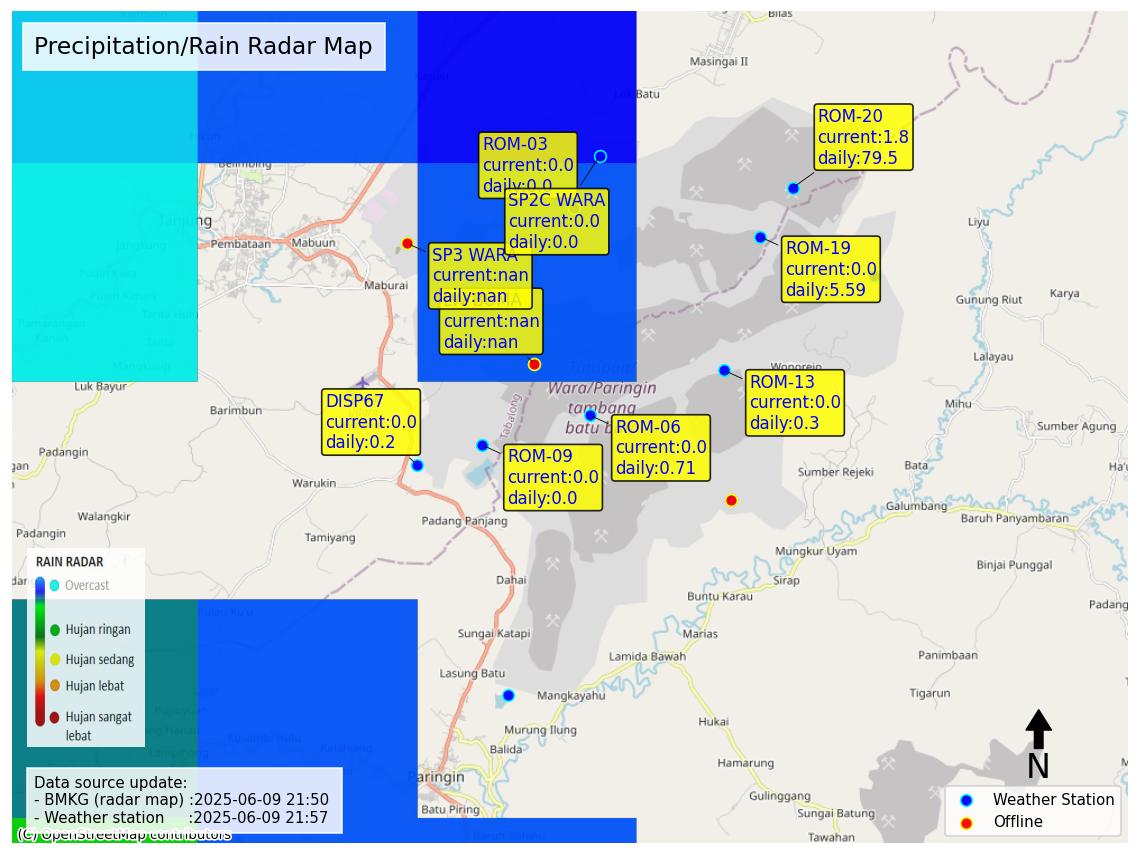 Precipitation/Rain Radar Map
Bilas
Masingai II
Luk Batu
ROM-20
current:1.8
daily:79.5
ROM-03
current:0.0
daily:0.0
SP2C WARA
current:0.0
daily:0.0
Belimbing
Tanjung
Pembataan
Mabuun
Maburai
Liyu
ROM-19
current:0.0
daily:5.59
SP3 WARA
current:nan
daily:nan
current:nan
daily:nan
Gunung Riut
Karya
Lalayau
Wonorejo
Tutupan/
Wara/Paringin
tambang
batu b
Tabalong
Luk Bayur
Barimbun
DISP67
current:0.0
daily:0.2
ROM-13
current:0.0
daily:0.3
ROM-06
current:0.0
daily:0.71
ROM-09
current:0.0
daily:0.0
Mihu
Sumber Agung
Padangin
Bata
Sumber Rejeki
Warukin
Galumbang
Walangkir
Padang Panjang
Baruh Panyambaran
Padangin
Tamiyang
Mungkur Uyam
Binjai Punggal
Dahai
Sirap
Buntu Karau
Padang
RAIN RADAR
Overcast
Hujan ringan
Hujan sedang
Hujan lebat
Hujan sangat
lebat
Sungai Katapi
Marias
Lamida Bawah
Panimbaan
Lasung Batu
Mangkayahu
Tigarun
Murung Ilung
Hukai
Balida
Hamarung
N
Paringin
Gulinggang
Batu Piring
Sungai Batung
Tawahan
Data source update:
- BMKG (radar map) :2025-06-09 21:50
- Weather station :2025-06-09 21:57
(C) OpenStreetMap contributors
Weather Station
Offline